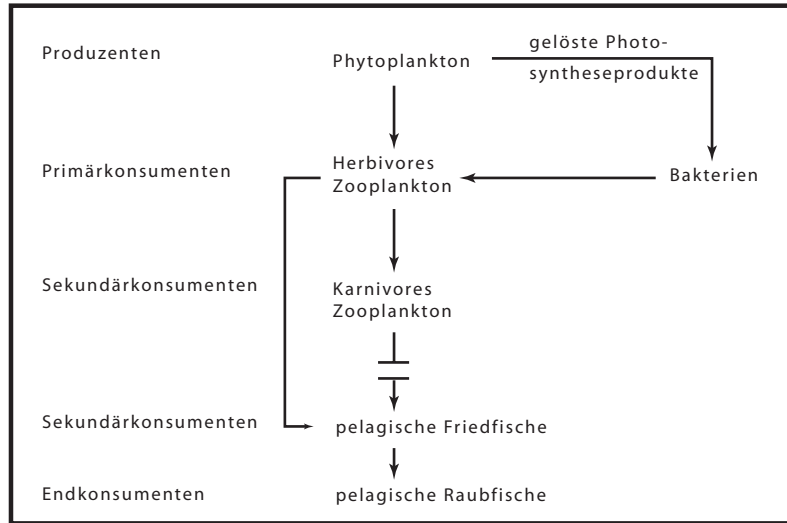 Produzenten
Phytoplankton
gelöste Photo-
syntheseprodukte
Primärkonsumenten
Herbivores
Zooplankton
Bakterien
Sekundärkonsumenten
Karnivores
Zooplankton
Sekundärkonsumenten
pelagische Friedfische
Endkonsumenten
pelagische Raubfische